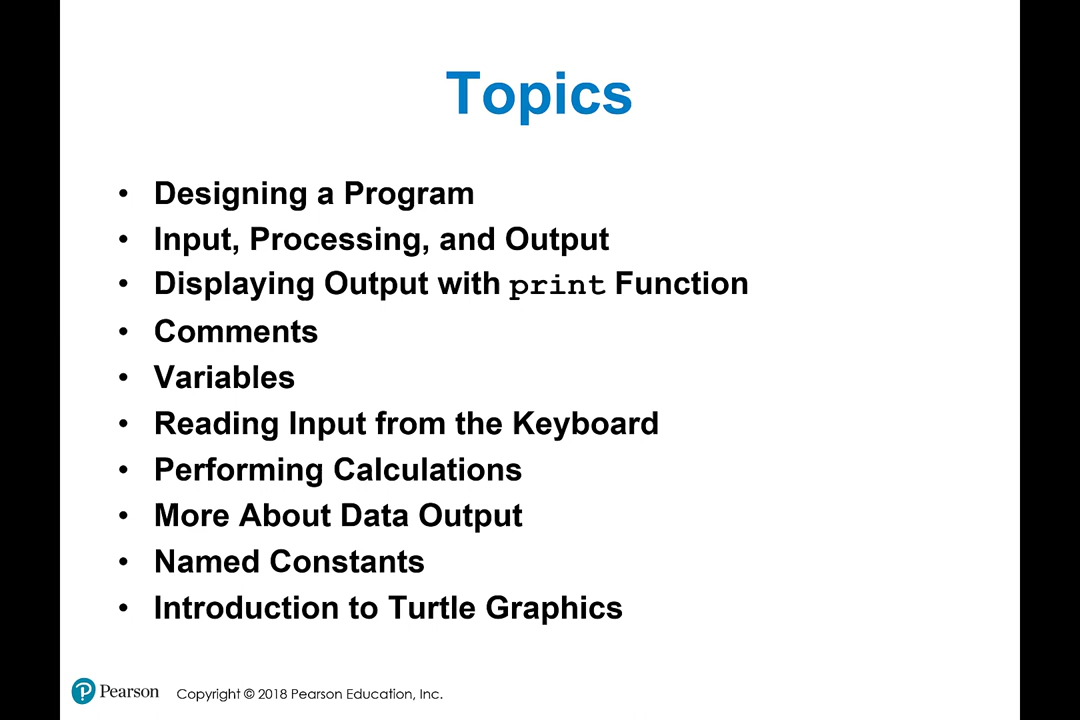 Topics
• Designing a Program
• Input, Processing, and Output
• Displaying Output with print Function
• Comments
• Variables
• Reading Input from the Keyboard
• Performing Calculations
• More About Data Output
• Named Constants
• Introduction to Turtle Graphics
P Pearson Copyright © 2018 Pearson Education, Inc.